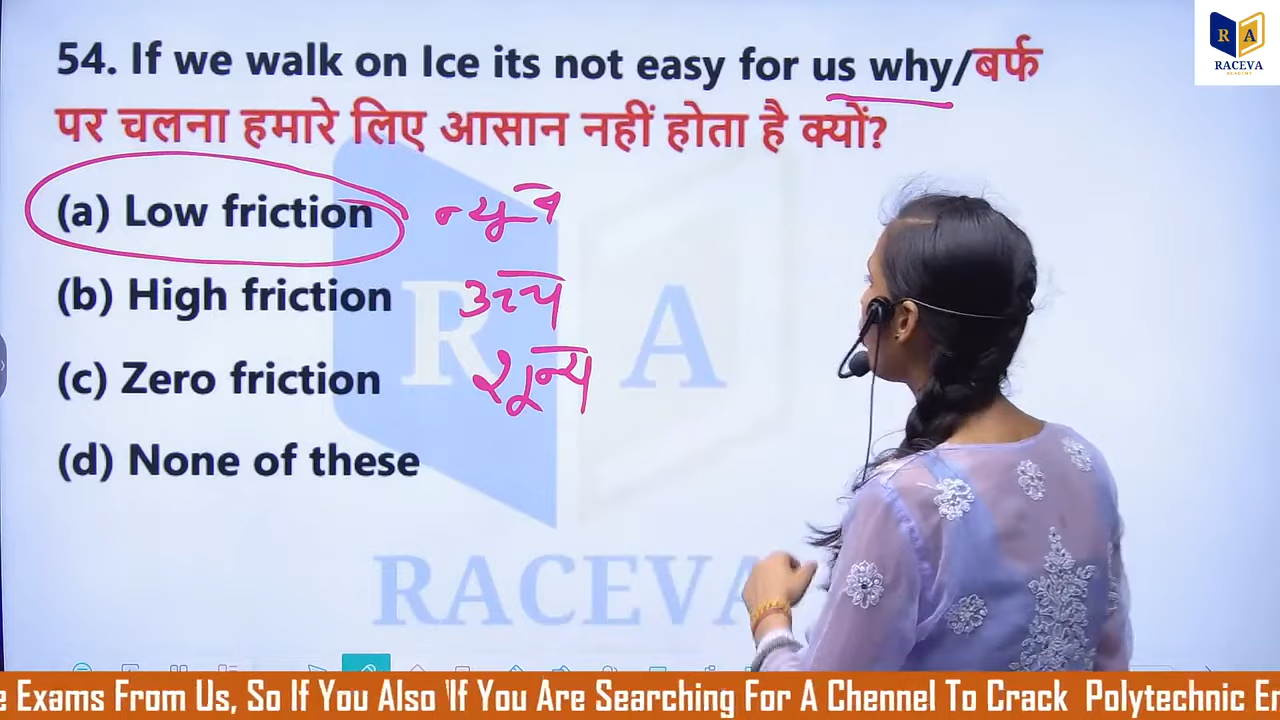 54. If we walk on Ice its not easy for us why/बर्फ
पर चलना हमारे लिए आसान नहीं होता है क्यों?
(a) Low friction न्यून
(b) High friction उच्च
(c) Zero friction शून्य
(d) None of these
R A
RACEVA
R A
RACEVA
ACADEMY
e Exams From Us, So If You Also 'If You Are Searching For A Chennel To Crack Polytechnic En